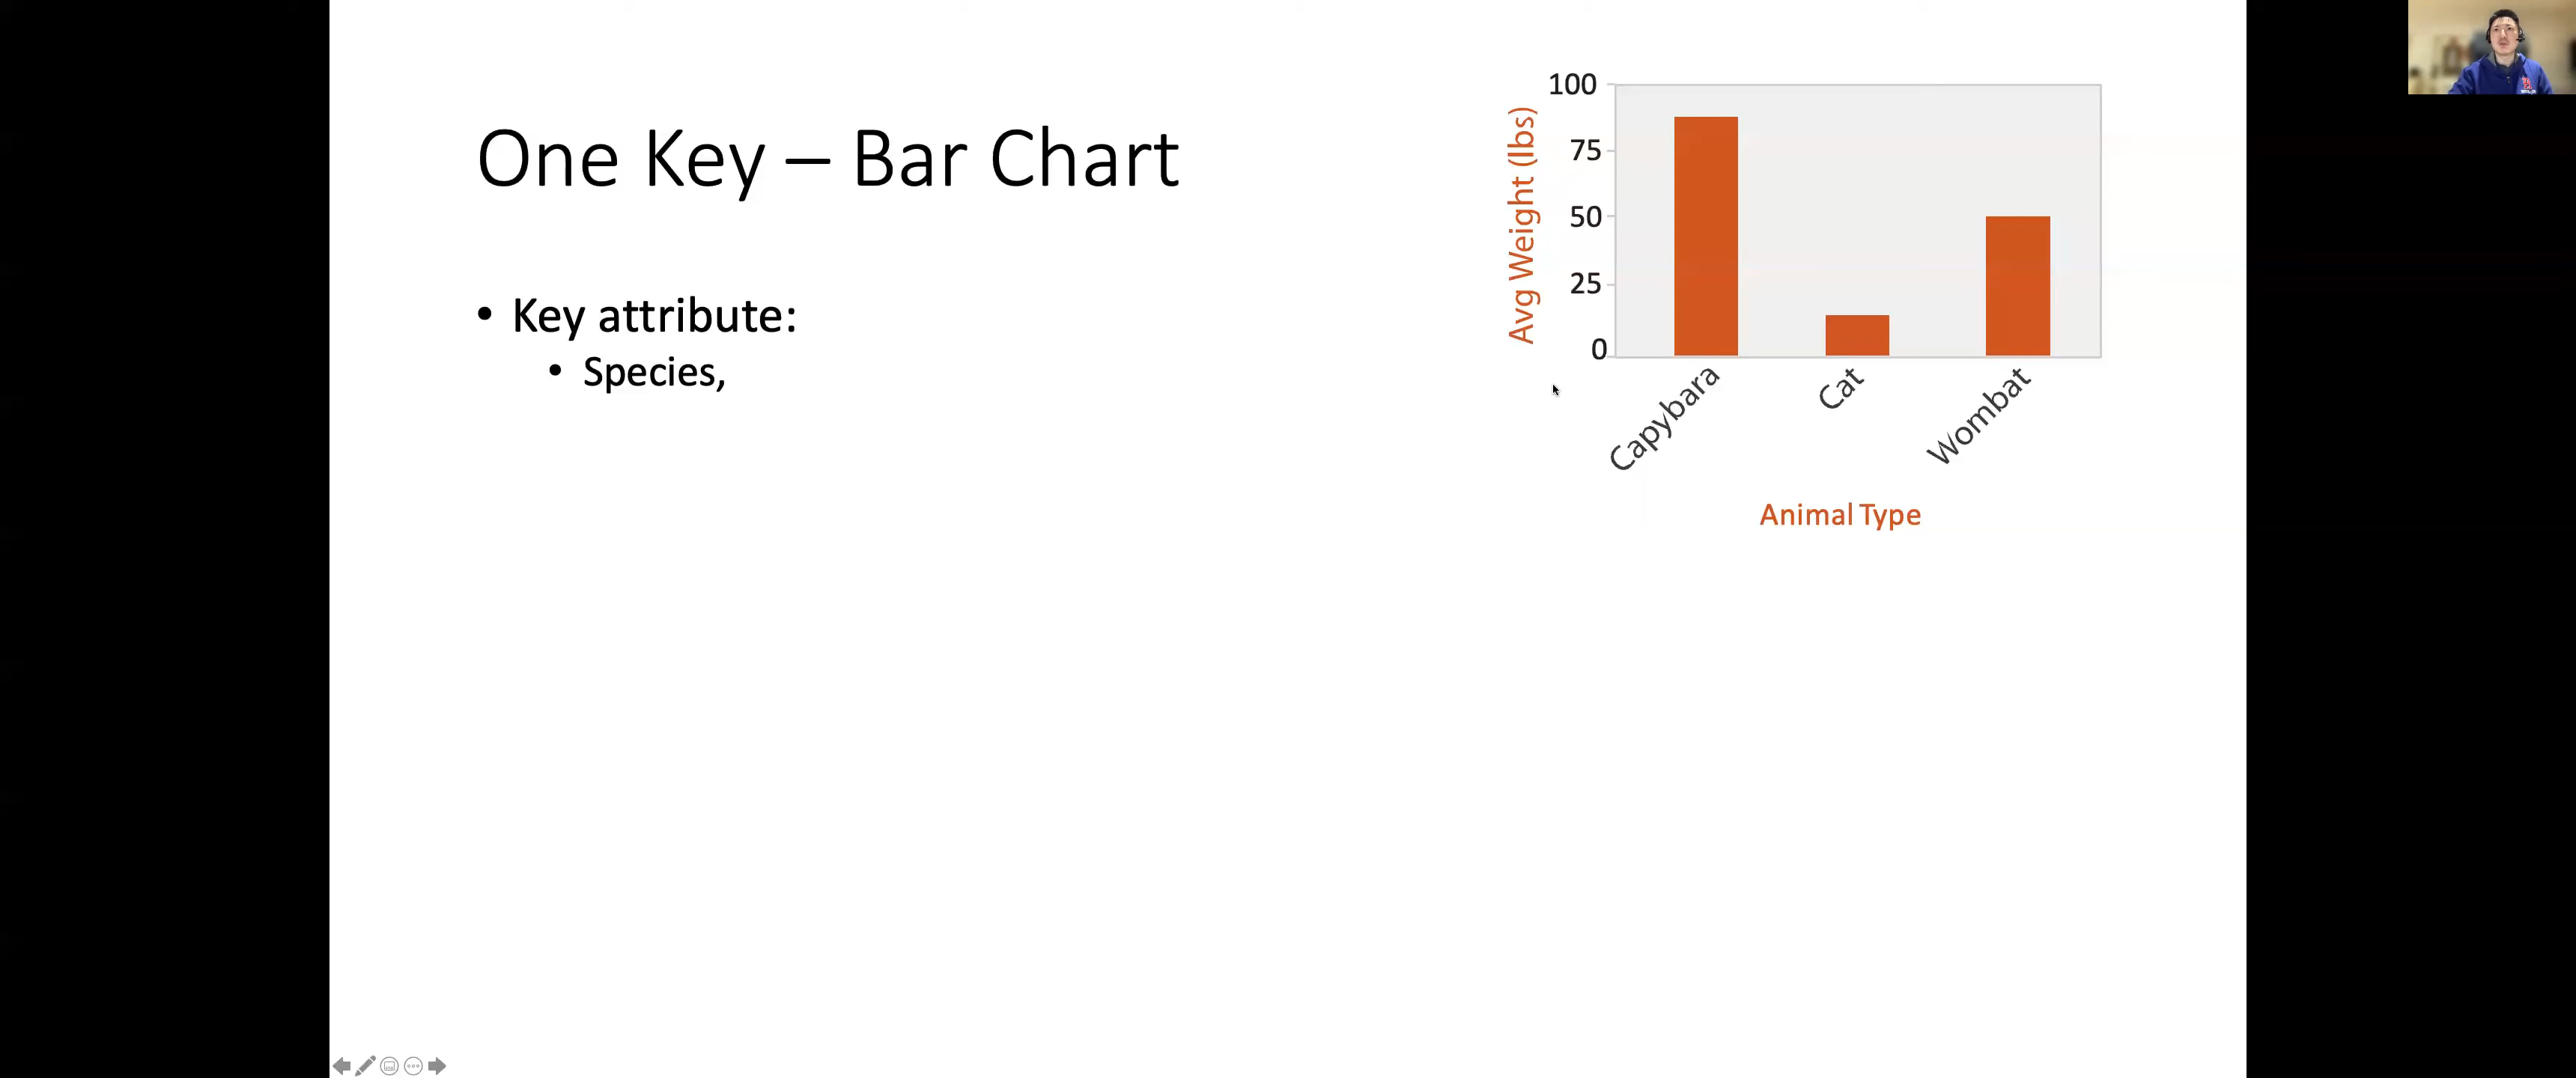 One Key – Bar Chart
• Key attribute:
• Species,
Avg Weight (lbs)
100
75
50
25
0
Capybara
Cat
Wombat
Animal Type